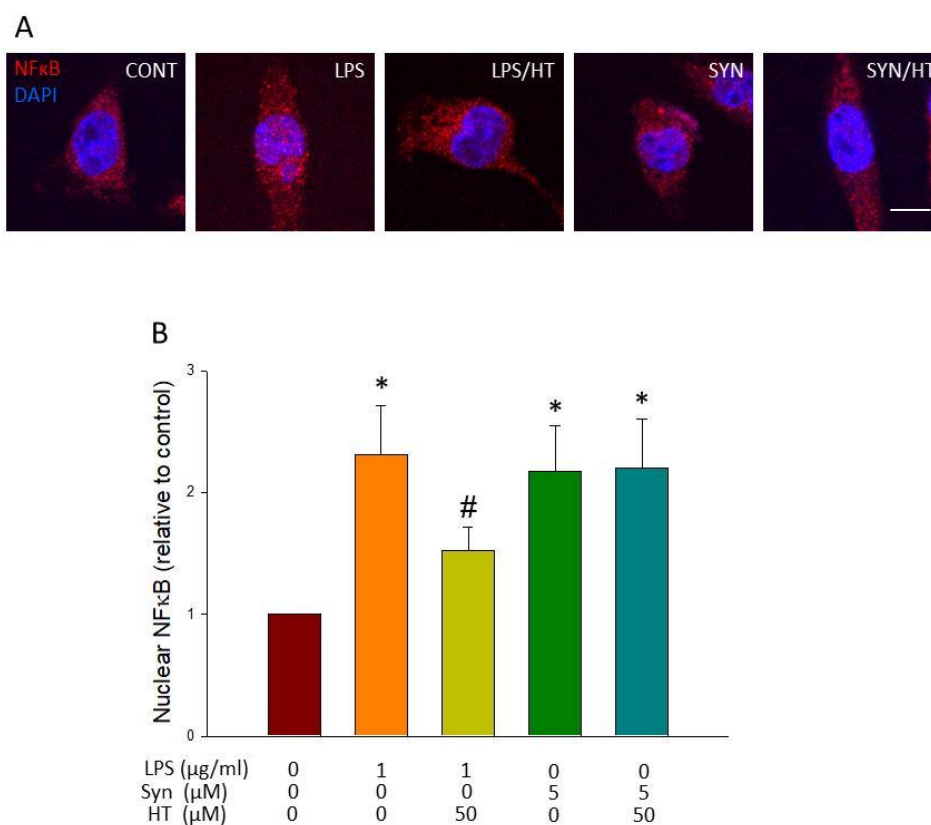 A
NFκB
DAPI
CONT
LPS
LPS/HT
SYN
SYN/HT
B
Nuclear NFκB (relative to control)
3
2
1
0
*
#
*
*
LPS (µg/ml) 0 1 1 0 0
Syn (µM) 0 0 0 5 5
HT (µM) 0 0 50 0 50